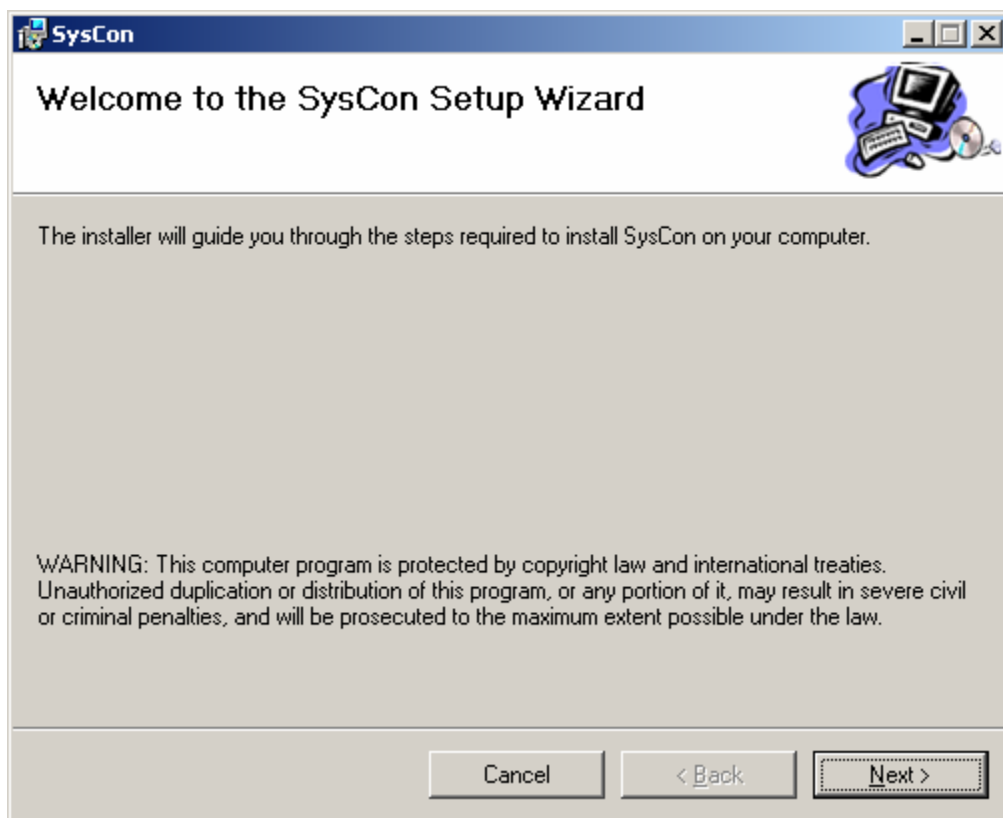 SysCon
Welcome to the SysCon Setup Wizard
The installer will guide you through the steps required to install SysCon on your computer.
WARNING: This computer program is protected by copyright law and international treaties.
Unauthorized duplication or distribution of this program, or any portion of it, may result in severe civil
or criminal penalties, and will be prosecuted to the maximum extent possible under the law.
Cancel < Back Next >